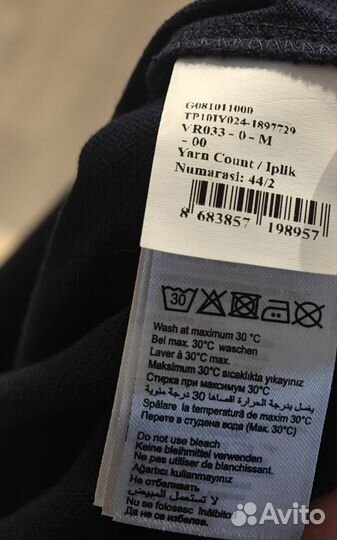 G081011000
TP10IY024-1897729
VR033 - 0 - M
- 00
Yarn Count / Iplik
Numarasi: 44/2
8 683857 198957
30
Wash at maximum 30 °C
Bei max. 30°C waschen
Laver à 30°C max.
Maksimum 30°C sıcaklıkta yıkayınız
Стирка при максимум 30°C
يغسل بدرجة الحرارة اقصاها 30 درجة مئوية
Spălare la temperatură de maxim 30°C
Перете в студена вода 30°C
Do not use bleach
Keine bleichmittel verwenden
Ne pas utiliser de blanchissant.
Ağartıcı kullanmayınız
Не отбеливать
لا تستعمل المبيض
Nu se folosesc înălbitori
Да не се избелва.
Avito